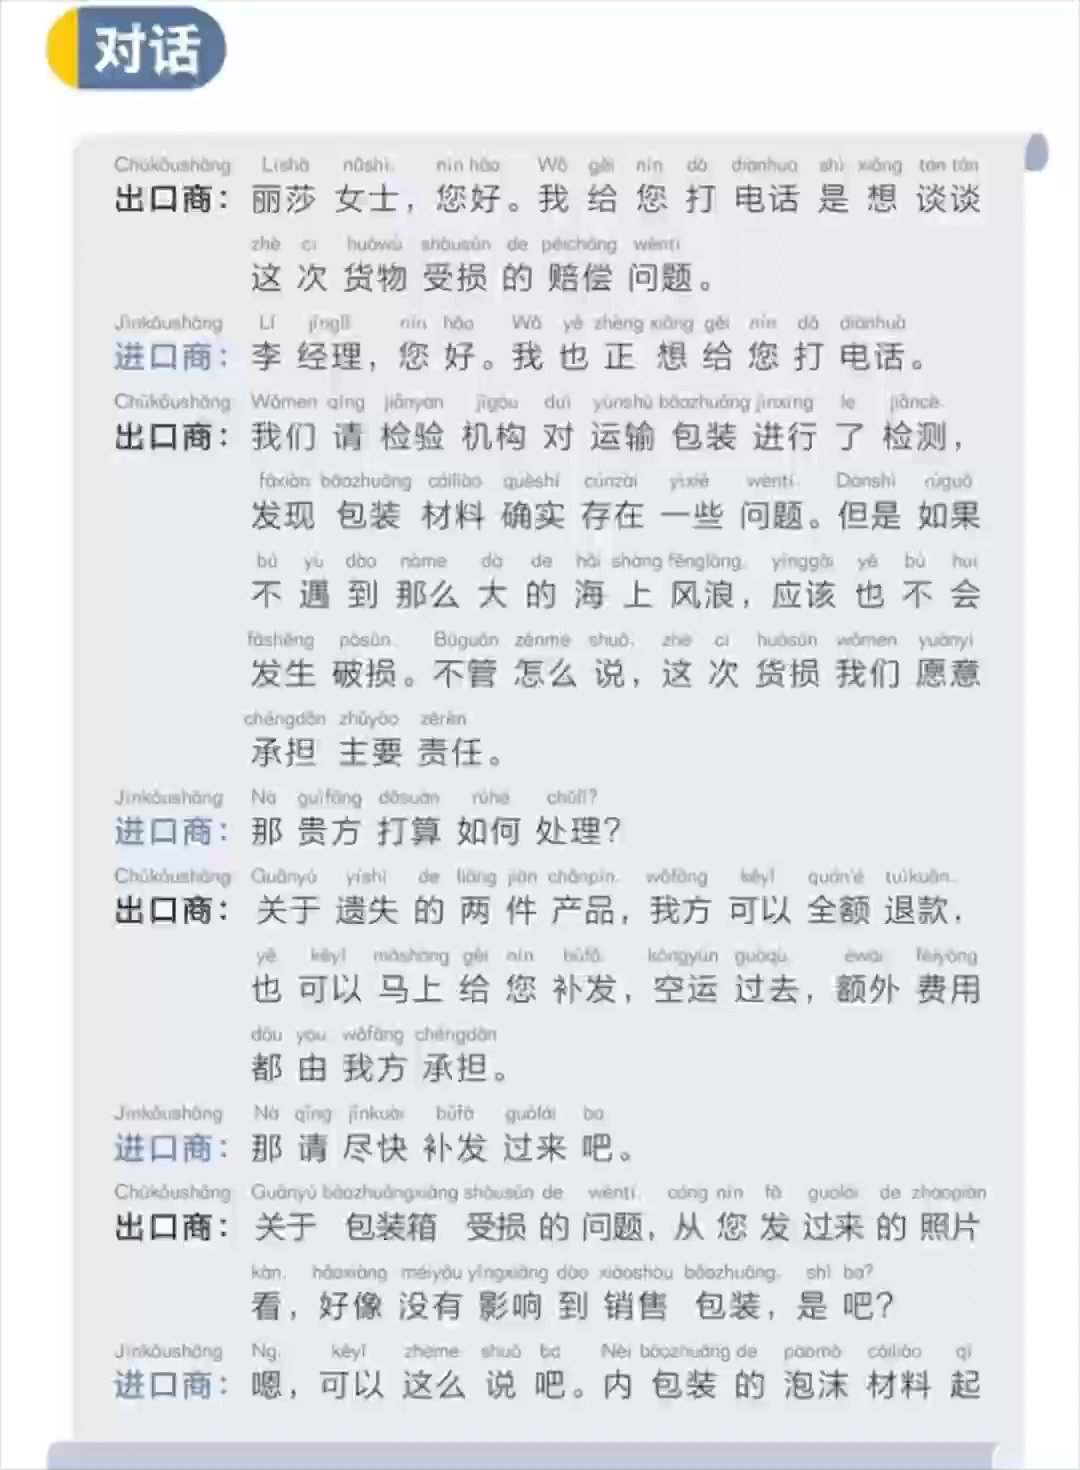 对话
Chūkǒushāng Lìshā nǚshì, nín hǎo. Wǒ gěi nín dǎ diànhuà shì xiǎng tán tán
出口商：丽莎 女士，您好。我 给 您 打 电话 是 想 谈谈
zhè cì huòwù shòusǔn de péicháng wèntí
这 次 货物 受损 的 赔偿 问题。
Jìnkǒushāng Lǐ jīnglǐ nín hǎo Wǒ yě zhèng xiǎng gěi nín dǎ diànhuà
进口商：李 经理，您 好。我 也 正 想 给 您 打 电话。
Chūkǒushāng Wǒmen qǐng jiǎnyàn jīgòu duì yùnshū bāozhuāng jìnxíng le jiǎncè
出口商：我们 请 检验 机构 对 运输 包装 进行 了 检测，
fāxiàn bāozhuāng cáiliào quèshí cúnzài yìxiē wèntí. Dànshì rúguǒ
发现 包装 材料 确实 存在 一些 问题。但是 如果
bú yù dào nàme dà de hǎi shàng fēnglàng, yīnggāi yě bú huì
不 遇 到 那么 大 的 海 上 风浪，应该 也 不 会
fāshēng pòsǔn. Bùguǎn zěnme shuō, zhè cì huòsǔn wǒmen yuànyì
发生 破损。不管 怎么 说，这 次 货损 我们 愿意
chéngdān zhǔyào zérèn
承担 主要 责任。
Jìnkǒushāng Nà guìfāng dǎsuàn rúhé chǔlǐ?
进口商：那 贵方 打算 如何 处理？
Chūkǒushāng Guānyú yíshī de liǎng jiàn chǎnpǐn, wǒfāng kěyǐ quán'é tuìkuǎn,
出口商：关于 遗失 的 两 件 产品，我方 可以 全额 退款，
yě kěyǐ mǎshàng gěi nín bǔfā, kōngyùn guòqù, éwài fèiyòng
也 可以 马上 给 您 补发，空运 过去，额外 费用
dōu yóu wǒfāng chéngdān
都 由 我方 承担。
Jìnkǒushāng Nà qǐng jǐnkuài bǔfā guòlái ba
进口商：那 请 尽快 补发 过来 吧。
Chūkǒushāng Guānyú bāozhuāngxiāng shòusǔn de wèntí, cóng nín fā guòlái de zhàopiàn
出口商：关于 包装箱 受损 的 问题，从 您 发 过来 的 照片
kàn, hǎoxiàng méiyǒu yǐngxiǎng dào xiāoshòu bāozhuāng, shì ba?
看，好像 没有 影响 到 销售 包装，是 吧？
Jìnkǒushāng Ng, kěyǐ zhème shuō ba Nèi bāozhuāng de pàomò cáiliào qǐ
进口商：嗯，可以 这么 说 吧。内 包装 的 泡沫 材料 起